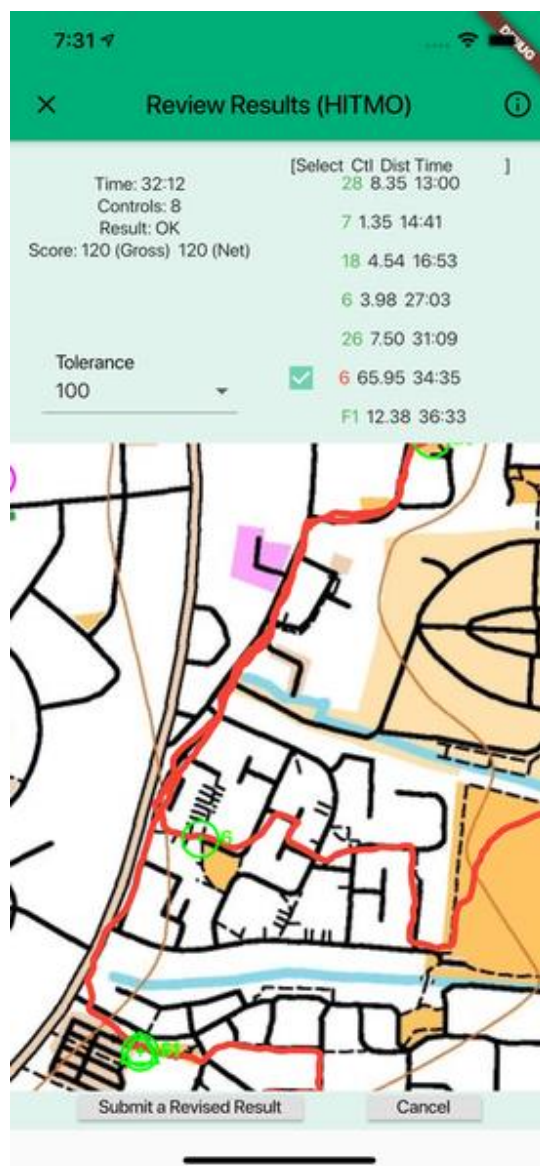 7:31
DEBUG
Review Results (HITMO)
[Select Ctl Dist Time ]
Time: 32:12
Controls: 8
Result: OK
Score: 120 (Gross) 120 (Net)
28 8.35 13:00
7 1.35 14:41
18 4.54 16:53
6 3.98 27:03
26 7.50 31:09
Tolerance
100
6 65.95 34:35
F1 12.38 36:33
6
Submit a Revised Result
Cancel